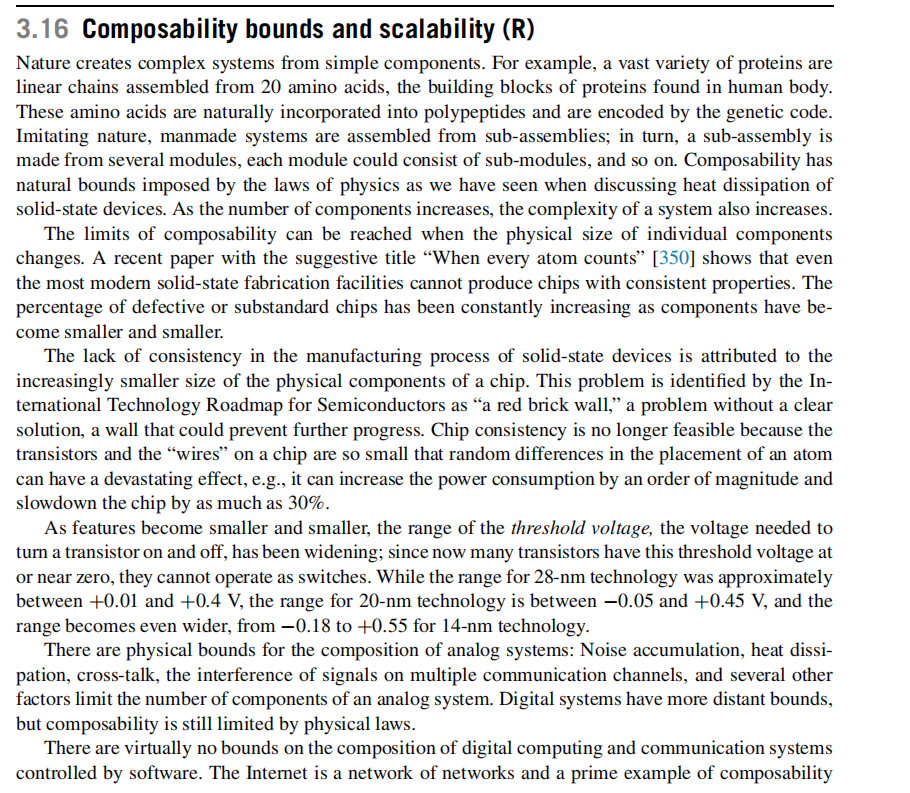 3.16 Composability bounds and scalability (R)
Nature creates complex systems from simple components. For example, a vast variety of proteins are
linear chains assembled from 20 amino acids, the building blocks of proteins found in human body.
These amino acids are naturally incorporated into polypeptides and are encoded by the genetic code.
Imitating nature, manmade systems are assembled from sub-assemblies; in turn, a sub-assembly is
made from several modules, each module could consist of sub-modules, and so on. Composability has
natural bounds imposed by the laws of physics as we have seen when discussing heat dissipation of
solid-state devices. As the number of components increases, the complexity of a system also increases.
The limits of composability can be reached when the physical size of individual components
changes. A recent paper with the suggestive title “When every atom counts” [350] shows that even
the most modern solid-state fabrication facilities cannot produce chips with consistent properties. The
percentage of defective or substandard chips has been constantly increasing as components have be-
come smaller and smaller.
The lack of consistency in the manufacturing process of solid-state devices is attributed to the
increasingly smaller size of the physical components of a chip. This problem is identified by the In-
ternational Technology Roadmap for Semiconductors as “a red brick wall,” a problem without a clear
solution, a wall that could prevent further progress. Chip consistency is no longer feasible because the
transistors and the “wires” on a chip are so small that random differences in the placement of an atom
can have a devastating effect, e.g., it can increase the power consumption by an order of magnitude and
slowdown the chip by as much as 30%.
As features become smaller and smaller, the range of the threshold voltage, the voltage needed to
turn a transistor on and off, has been widening; since now many transistors have this threshold voltage at
or near zero, they cannot operate as switches. While the range for 28-nm technology was approximately
between +0.01 and +0.4 V, the range for 20-nm technology is between −0.05 and +0.45 V, and the
range becomes even wider, from −0.18 to +0.55 for 14-nm technology.
There are physical bounds for the composition of analog systems: Noise accumulation, heat dissi-
pation, cross-talk, the interference of signals on multiple communication channels, and several other
factors limit the number of components of an analog system. Digital systems have more distant bounds,
but composability is still limited by physical laws.
There are virtually no bounds on the composition of digital computing and communication systems
controlled by software. The Internet is a network of networks and a prime example of composability